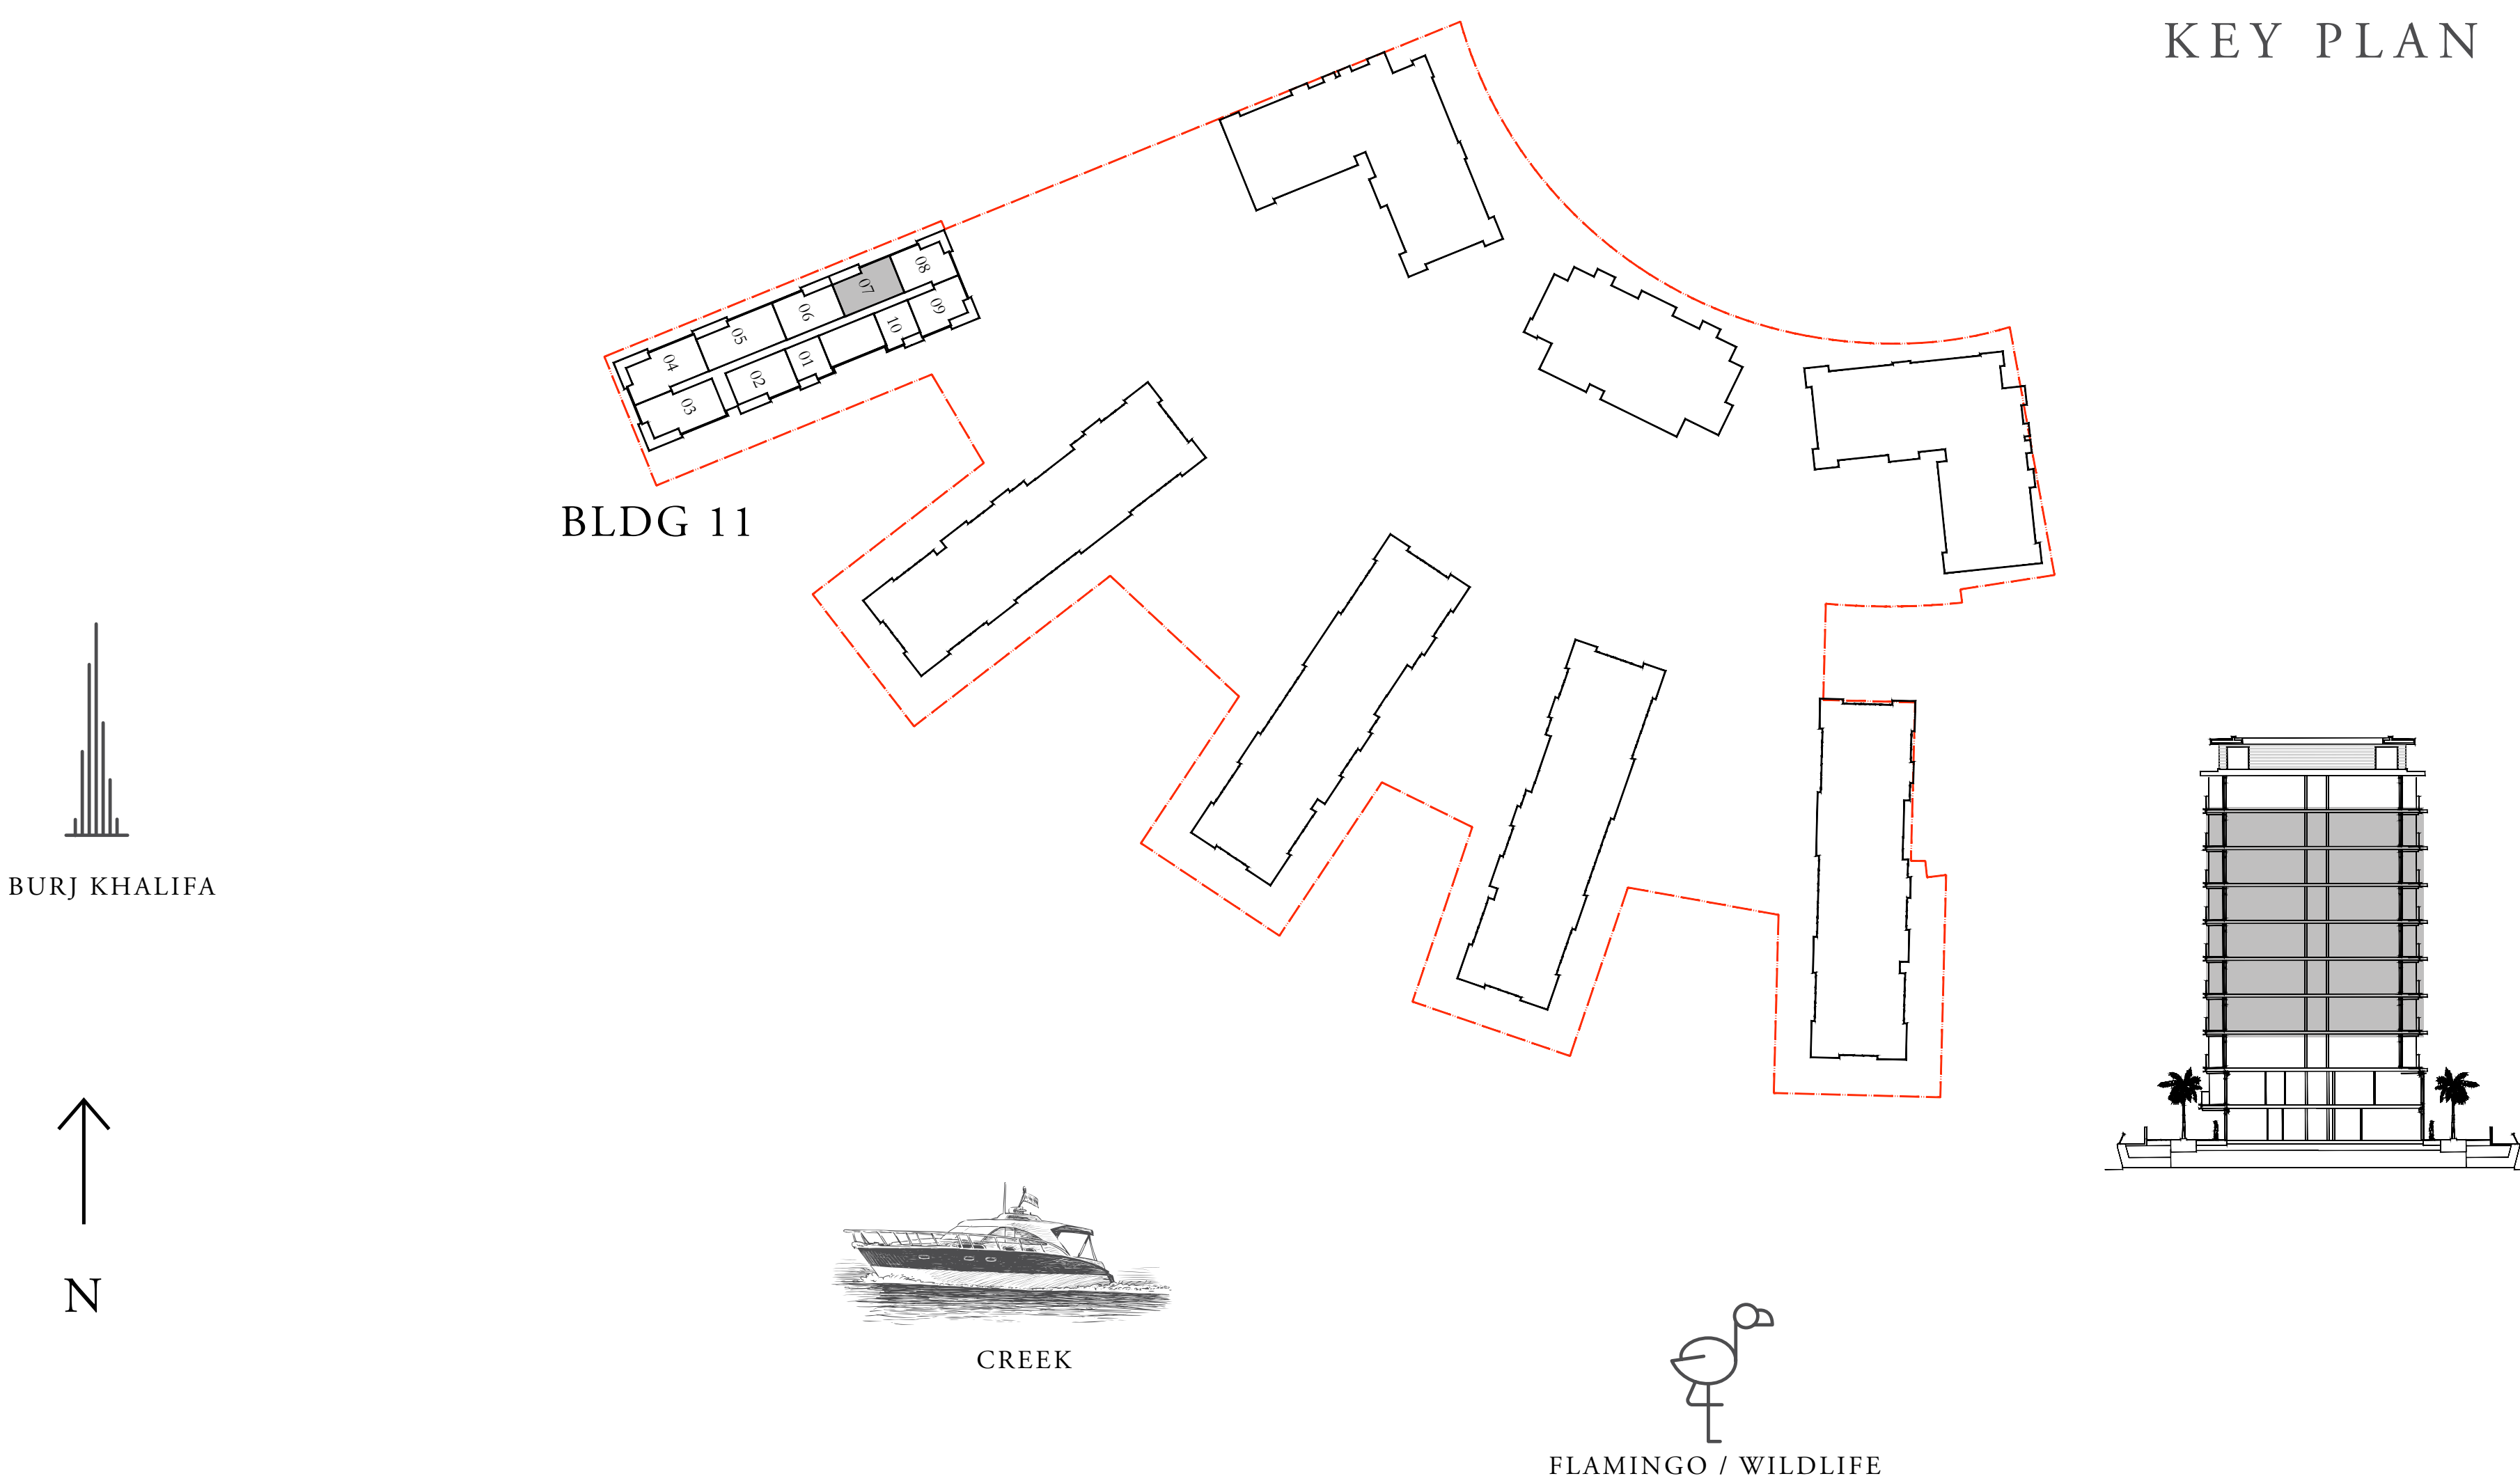 KEY PLAN
08
07
09
06
10
05
01
04
02
03
BLDG 11
BURJ KHALIFA
N
CREEK
FLAMINGO / WILDLIFE